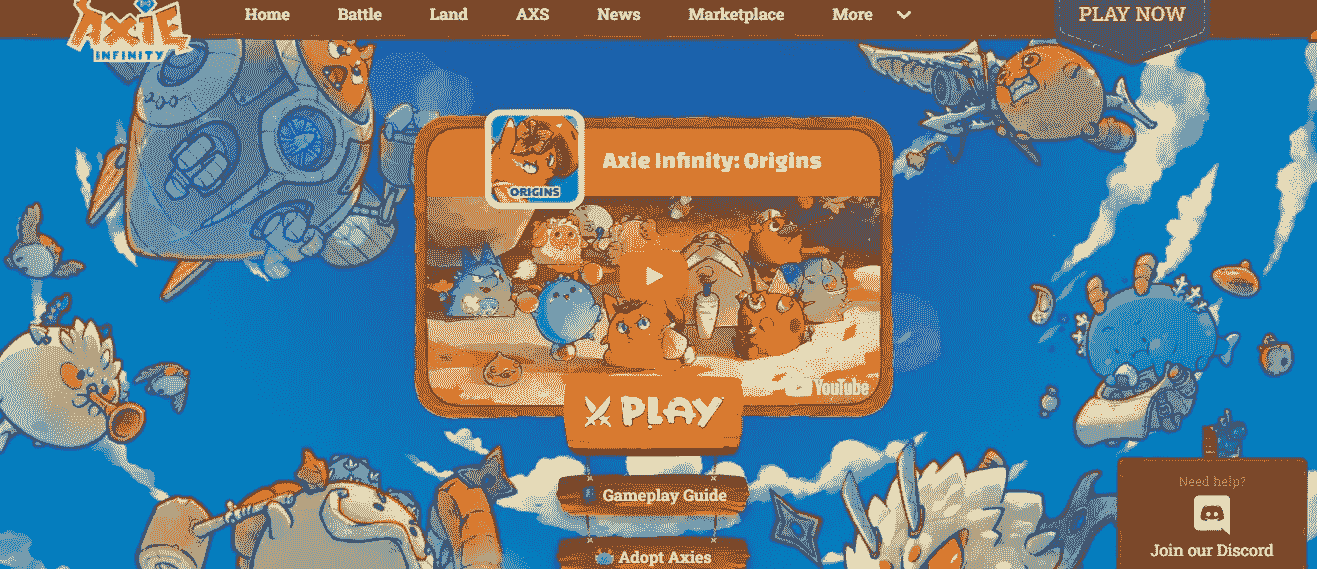 AXIE
INFINITY
Home
Battle
Land
AXS
News
Marketplace
More
PLAY NOW
ORIGINS
Axie Infinity: Origins
YouTube
PLAY
Gameplay Guide
Adopt Axies
Need help?
Join our Discord